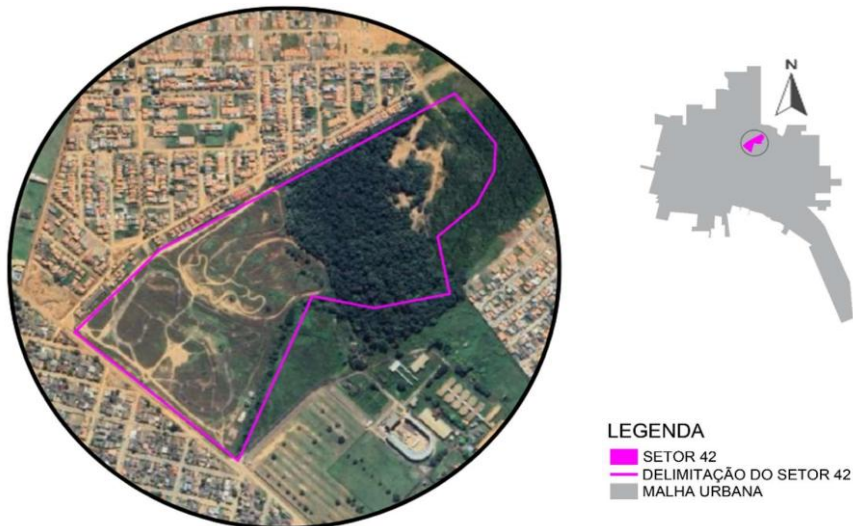 N
LEGENDA
SETOR 42
DELIMITAÇÃO DO SETOR 42
MALHA URBANA